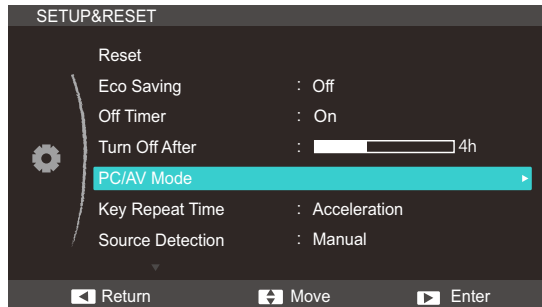 SETUP&RESET
Reset
Eco Saving : Off
Off Timer : On
Turn Off After : 4h
PC/AV Mode
Key Repeat Time : Acceleration
Source Detection : Manual
Return Move Enter